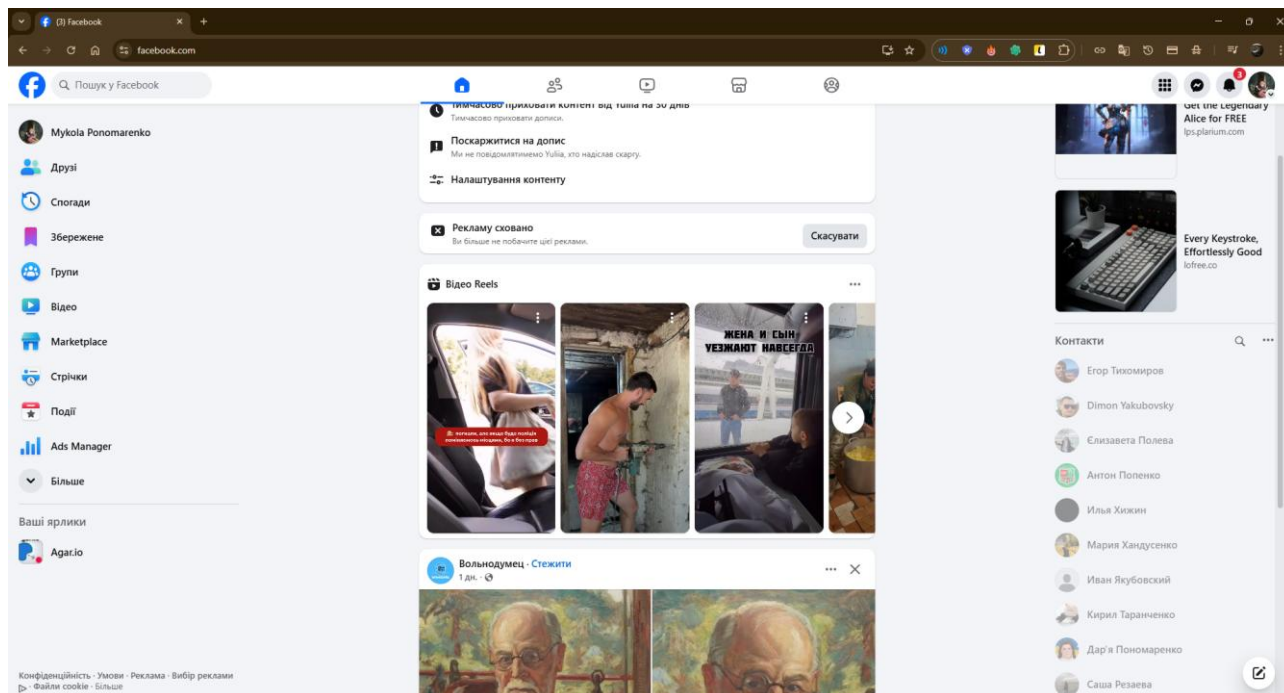 (3) Facebook
facebook.com
Пошук у Facebook
3
Mykola Ponomarenko
Друзі
Спогади
Збережене
Групи
Відео
Marketplace
Стрічки
Події
Ads Manager
Більше
Ваші ярлики
Agar.io
Конфіденційність · Умови · Реклама · Вибір реклами
· Файли cookie · Більше
Тимчасово приховати контент від Yuliia на 30 днів
Тимчасово приховати дописи.
Поскаржитися на допис
Ми не повідомлятимемо Yuliia, хто надіслав скаргу.
Налаштування контенту
Рекламу сховано
Ви більше не побачите цієї реклами.
Скасувати
Відео Reels
ЖЕНА И СЫН
УЕЗЖАЮТ НАВСЕГДА
Вольнодумец · Стежити
1 дн. ·
Get the Legendary
Alice for FREE
lps.plarium.com
Every Keystroke,
Effortlessly Good
lofree.co
Контакти
Егор Тихомиров
Dimon Yakubovsky
Єлизавета Полева
Антон Попенко
Илья Хижин
Мария Хандусенко
Иван Якубовский
Кирил Таранченко
Дар'я Пономаренко
Саша Резаева